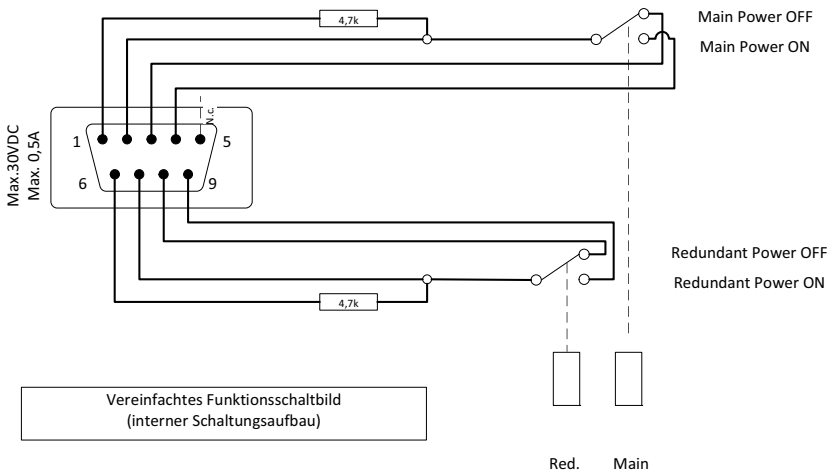 4,7k
Main Power OFF
Main Power ON
N.c.
Max.30VDC
Max. 0,5A
1
5
6
9
Redundant Power OFF
Redundant Power ON
4,7k
Vereinfachtes Funktionsschaltbild
(interner Schaltungsaufbau)
Red.
Main